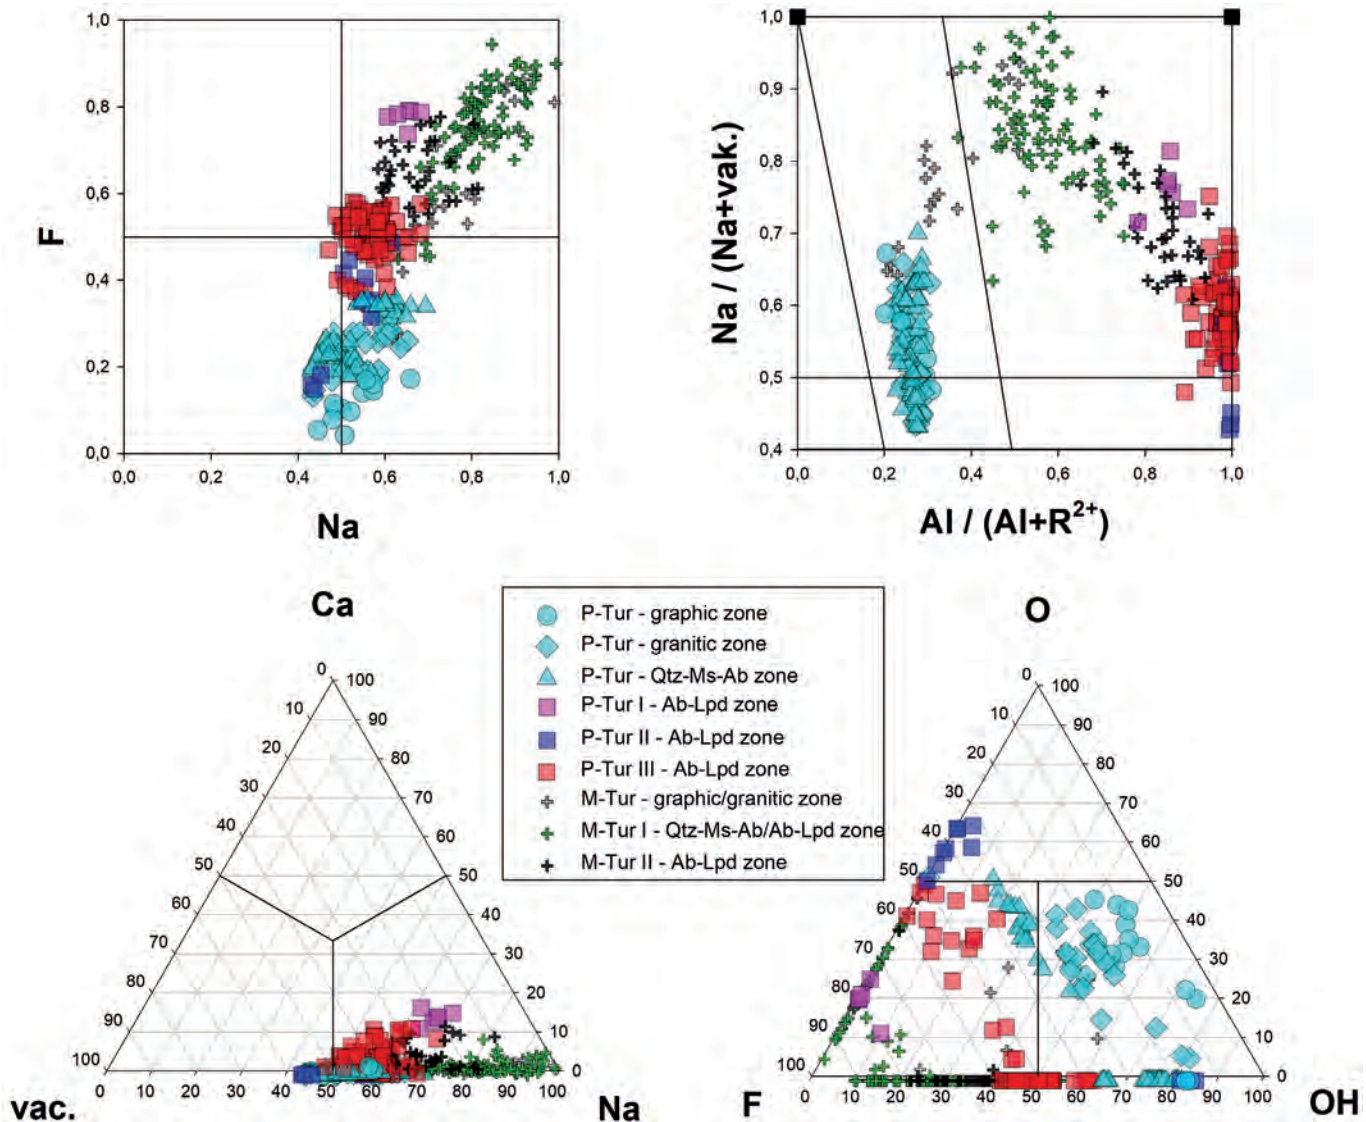 1,0
0,8
0,6
0,4
0,2
0,0
F
0,0 0,2 0,4 0,6 0,8 1,0
Na
1,0
0,9
0,8
0,7
0,6
0,5
0,4
Na / (Na+vak.)
0,0 0,2 0,4 0,6 0,8 1,0
Al / (Al+R²⁺)
Ca
0 100
10 90
20 80
30 70
40 60
50 50
60 40
70 30
80 20
90 10
100 0
0 10 20 30 40 50 60 70 80 90 100
vac. Na
P-Tur - graphic zone
P-Tur - granitic zone
P-Tur - Qtz-Ms-Ab zone
P-Tur I - Ab-Lpd zone
P-Tur II - Ab-Lpd zone
P-Tur III - Ab-Lpd zone
M-Tur - graphic/granitic zone
M-Tur I - Qtz-Ms-Ab/Ab-Lpd zone
M-Tur II - Ab-Lpd zone
O
0 100
10 90
20 80
30 70
40 60
50 50
60 40
70 30
80 20
90 10
100 0
0 10 20 30 40 50 60 70 80 90 100
F OH